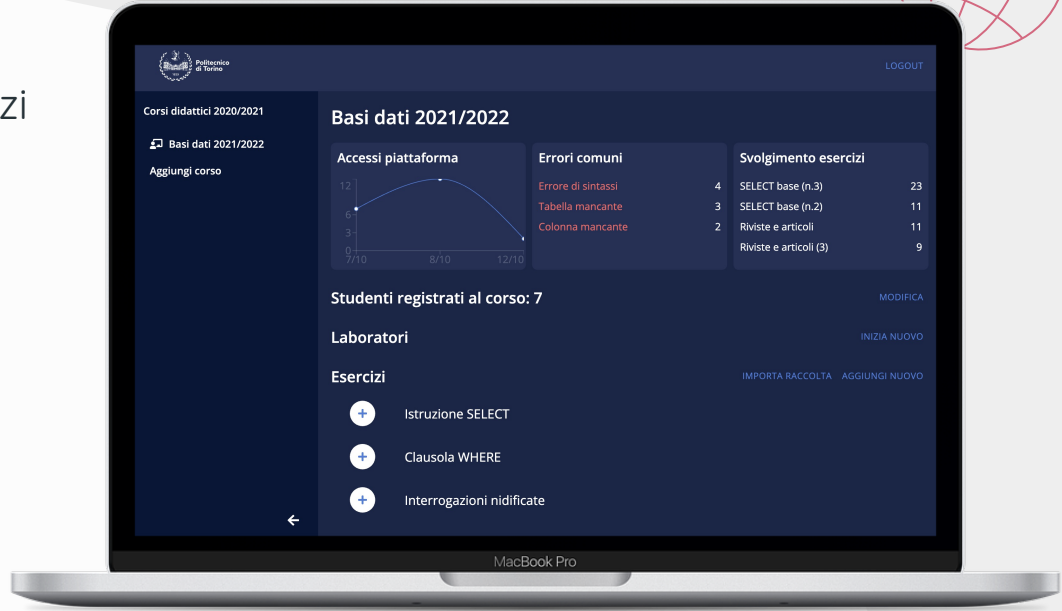 zi
Politecnico
di Torino
LOGOUT
Corsi didattici 2020/2021
Basi dati 2021/2022
Aggiungi corso
Basi dati 2021/2022
Accessi piattaforma
12
6
3
0
7/10 8/10 12/10
Errori comuni
Errore di sintassi 4
Tabella mancante 3
Colonna mancante 2
Svolgimento esercizi
SELECT base (n.3) 23
SELECT base (n.2) 11
Riviste e articoli 11
Riviste e articoli (3) 9
Studenti registrati al corso: 7 MODIFICA
Laboratori INIZIA NUOVO
Esercizi IMPORTA RACCOLTA AGGIUNGI NUOVO
+ Istruzione SELECT
+ Clausola WHERE
+ Interrogazioni nidificate
MacBook Pro